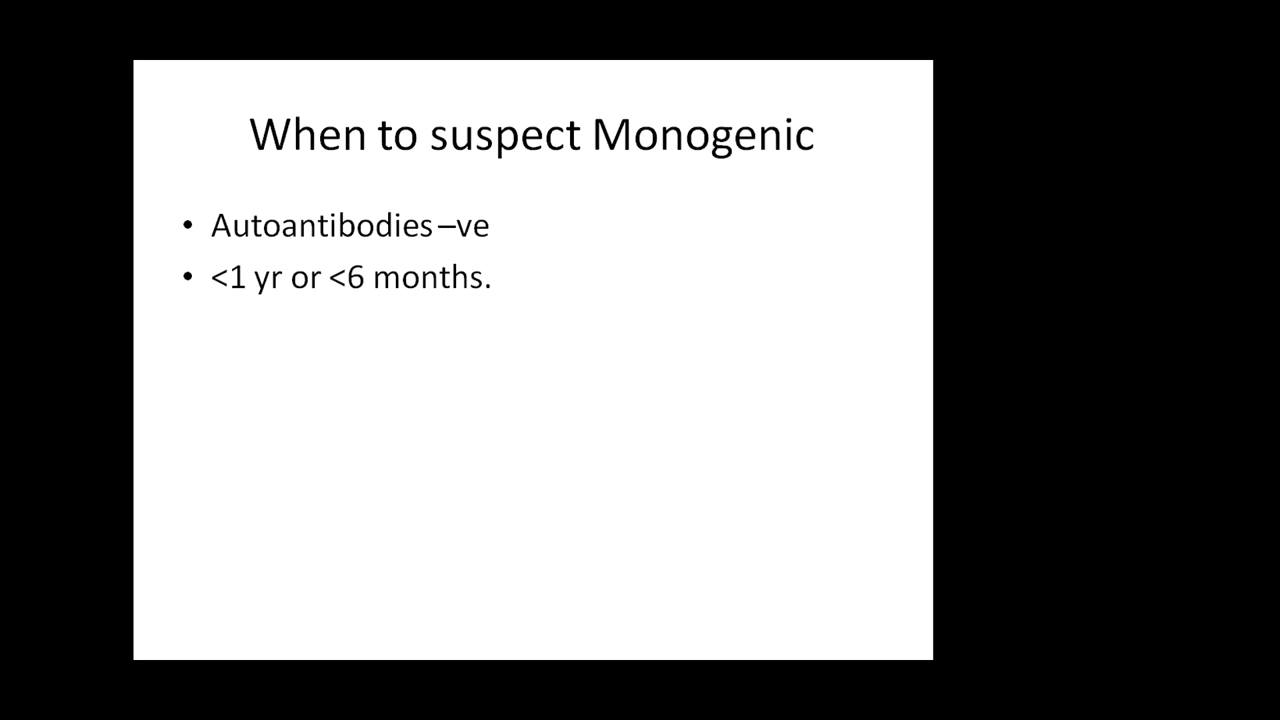 When to suspect Monogenic
• Autoantibodies –ve
• <1 yr or <6 months.